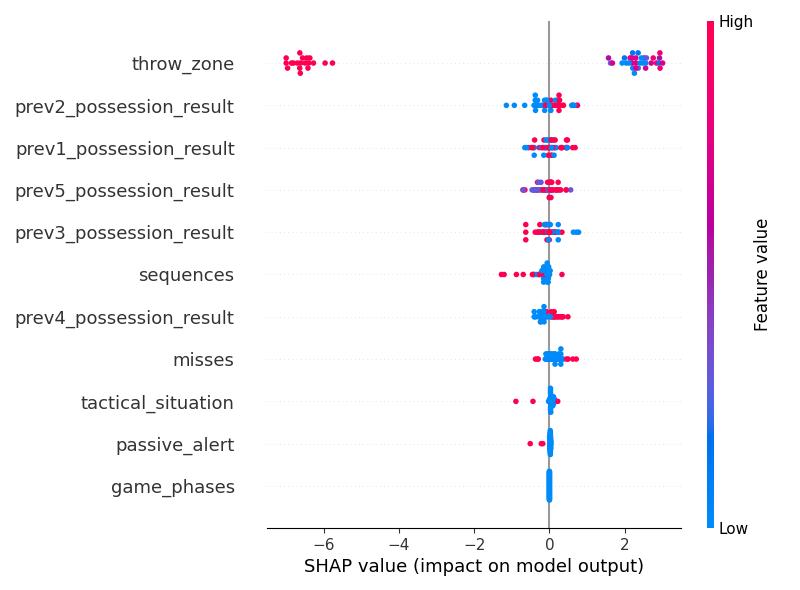 High
throw_zone
prev2_possession_result
prev1_possession_result
prev5_possession_result
prev3_possession_result
sequences
prev4_possession_result
misses
tactical_situation
passive_alert
game_phases
Feature value
Low
−6 −4 −2 0 2
SHAP value (impact on model output)